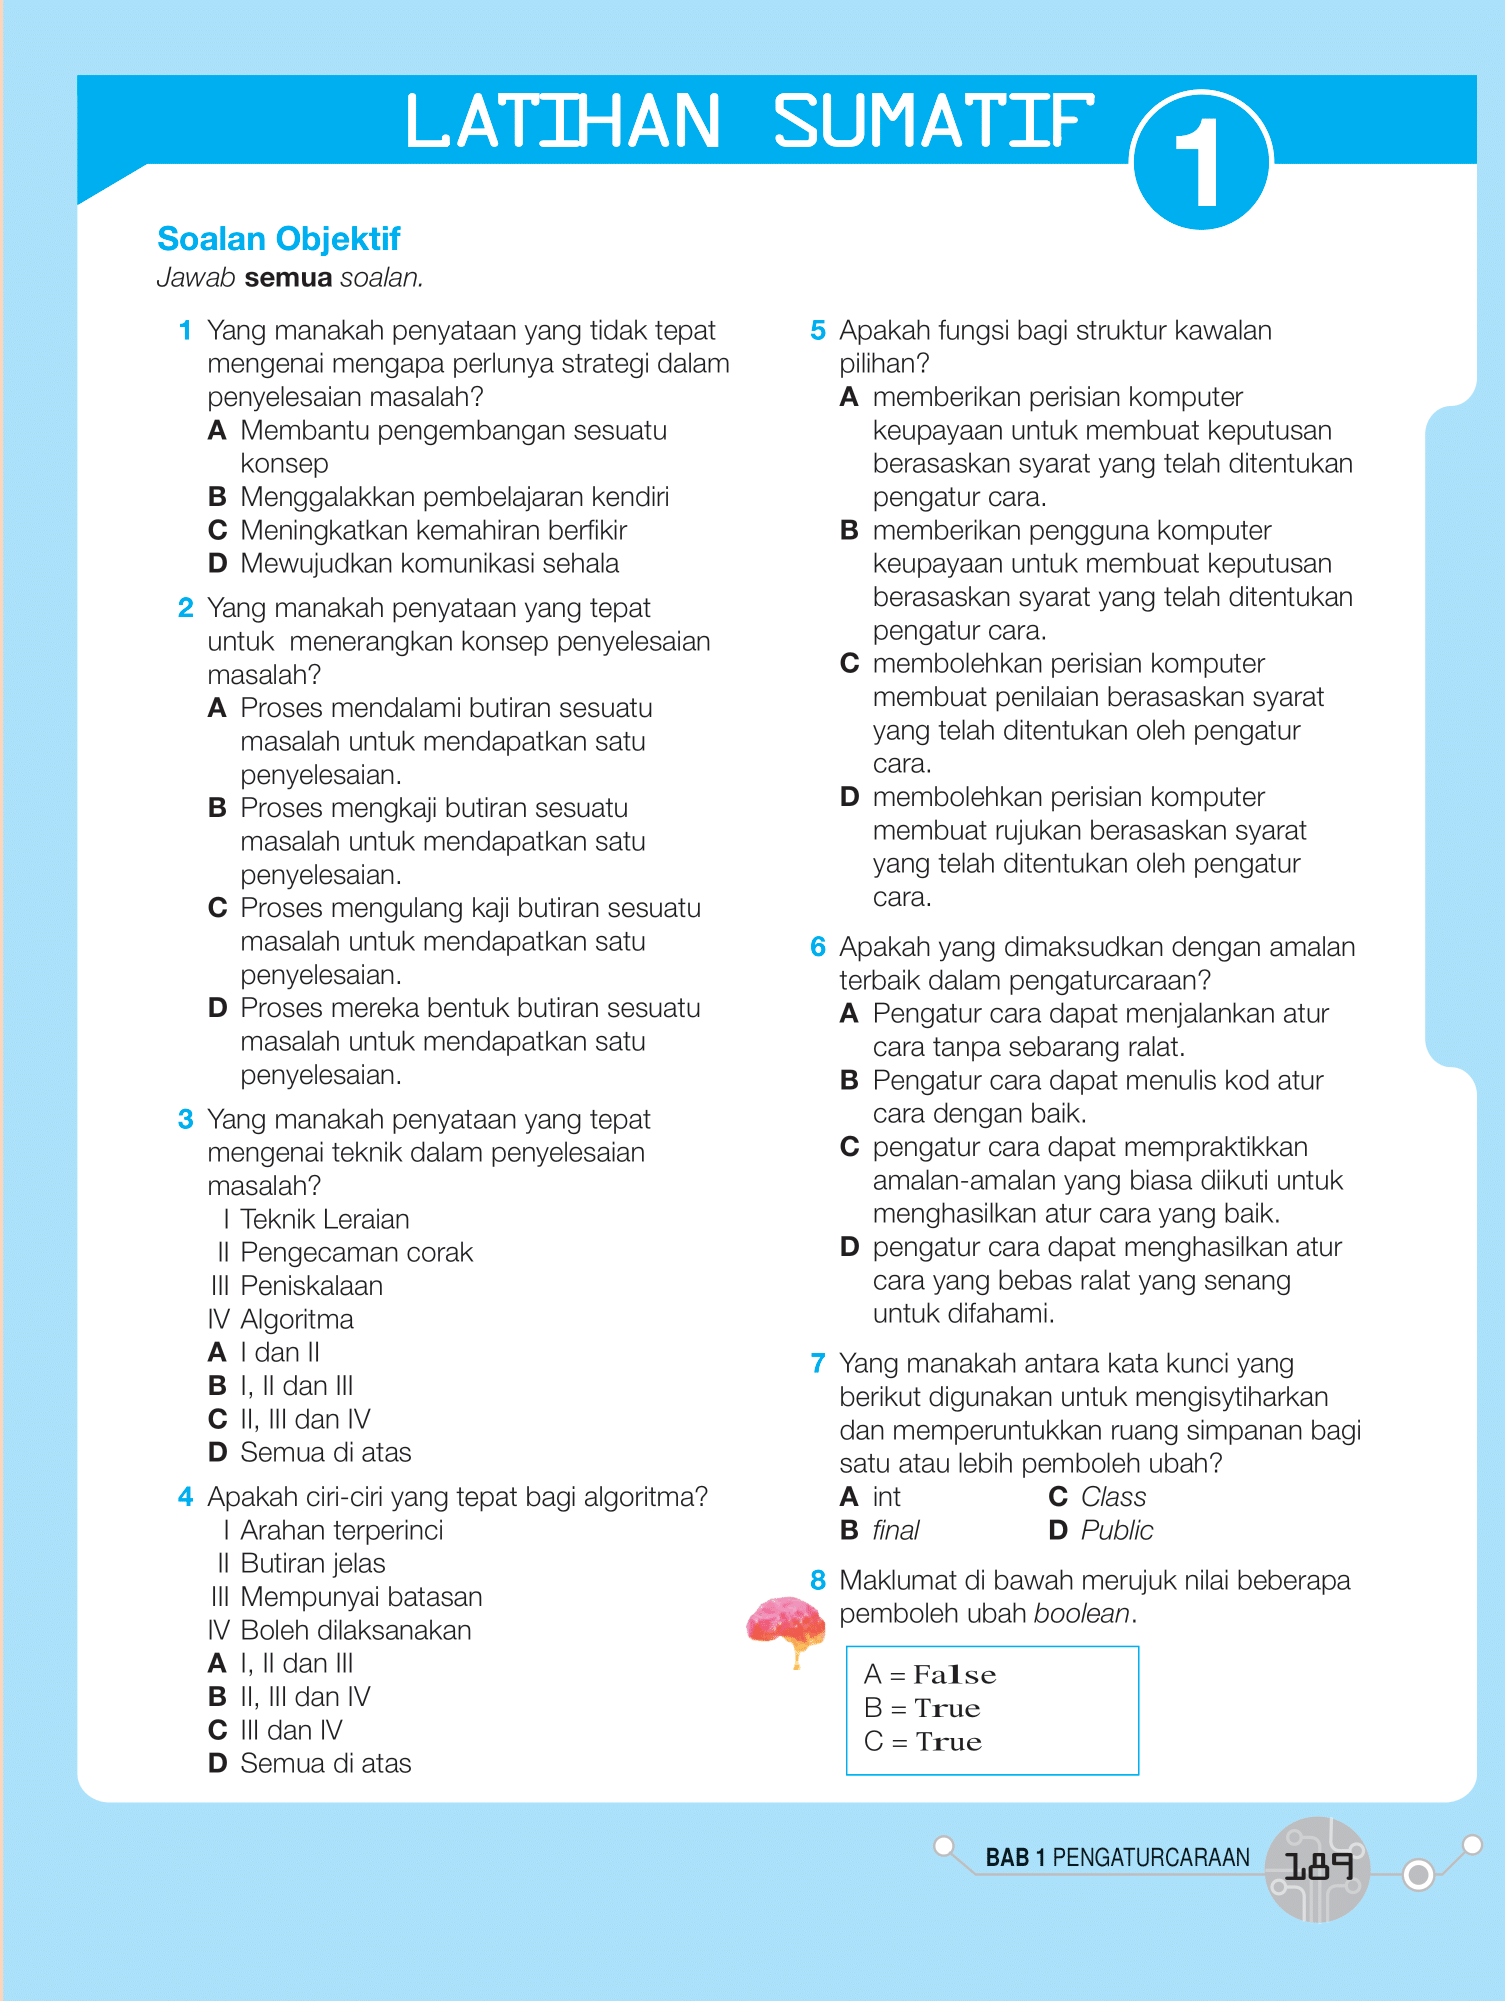 LATIHAN SUMATIF 1
Soalan Objektif
Jawab semua soalan.
1 Yang manakah penyataan yang tidak tepat
mengenai mengapa perlunya strategi dalam
penyelesaian masalah?
A Membantu pengembangan sesuatu
konsep
B Menggalakkan pembelajaran kendiri
C Meningkatkan kemahiran berfikir
D Mewujudkan komunikasi sehala
2 Yang manakah penyataan yang tepat
untuk menerangkan konsep penyelesaian
masalah?
A Proses mendalami butiran sesuatu
masalah untuk mendapatkan satu
penyelesaian.
B Proses mengkaji butiran sesuatu
masalah untuk mendapatkan satu
penyelesaian.
C Proses mengulang kaji butiran sesuatu
masalah untuk mendapatkan satu
penyelesaian.
D Proses mereka bentuk butiran sesuatu
masalah untuk mendapatkan satu
penyelesaian.
3 Yang manakah penyataan yang tepat
mengenai teknik dalam penyelesaian
masalah?
I Teknik Leraian
II Pengecaman corak
III Peniskalaan
IV Algoritma
A I dan II
B I, II dan III
C II, III dan IV
D Semua di atas
4 Apakah ciri-ciri yang tepat bagi algoritma?
I Arahan terperinci
II Butiran jelas
III Mempunyai batasan
IV Boleh dilaksanakan
A I, II dan III
B II, III dan IV
C III dan IV
D Semua di atas
5 Apakah fungsi bagi struktur kawalan
pilihan?
A memberikan perisian komputer
keupayaan untuk membuat keputusan
berasaskan syarat yang telah ditentukan
pengatur cara.
B memberikan pengguna komputer
keupayaan untuk membuat keputusan
berasaskan syarat yang telah ditentukan
pengatur cara.
C membolehkan perisian komputer
membuat penilaian berasaskan syarat
yang telah ditentukan oleh pengatur
cara.
D membolehkan perisian komputer
membuat rujukan berasaskan syarat
yang telah ditentukan oleh pengatur
cara.
6 Apakah yang dimaksudkan dengan amalan
terbaik dalam pengaturcaraan?
A Pengatur cara dapat menjalankan atur
cara tanpa sebarang ralat.
B Pengatur cara dapat menulis kod atur
cara dengan baik.
C pengatur cara dapat mempraktikkan
amalan-amalan yang biasa diikuti untuk
menghasilkan atur cara yang baik.
D pengatur cara dapat menghasilkan atur
cara yang bebas ralat yang senang
untuk difahami.
7 Yang manakah antara kata kunci yang
berikut digunakan untuk mengisytiharkan
dan memperuntukkan ruang simpanan bagi
satu atau lebih pemboleh ubah?
A int C Class
B final D Public
8 Maklumat di bawah merujuk nilai beberapa
pemboleh ubah boolean.
A = False
B = True
C = True
BAB 1 PENGATURCARAAN 189